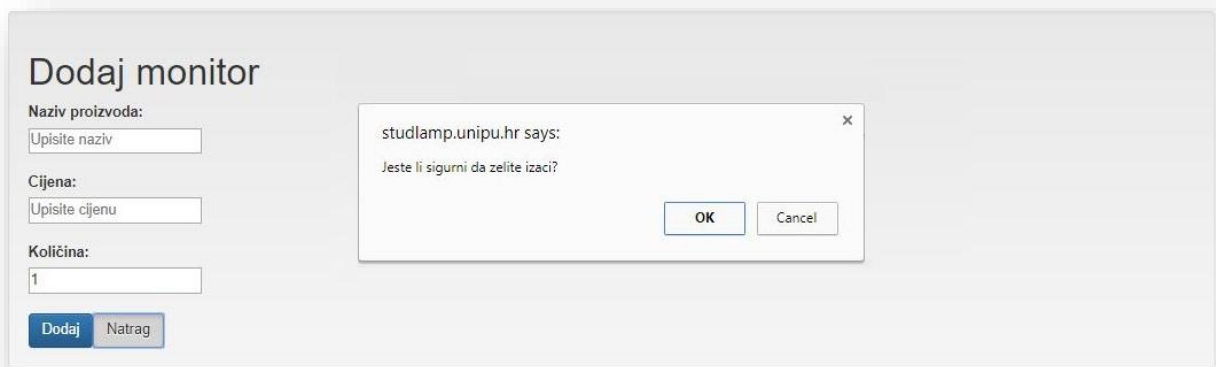 Dodaj monitor
Naziv proizvoda:
Upisite naziv
Cijena:
Upisite cijenu
Količina:
1
Dodaj Natrag
studlamp.unipu.hr says:
Jeste li sigurni da zelite izaci?
OK Cancel